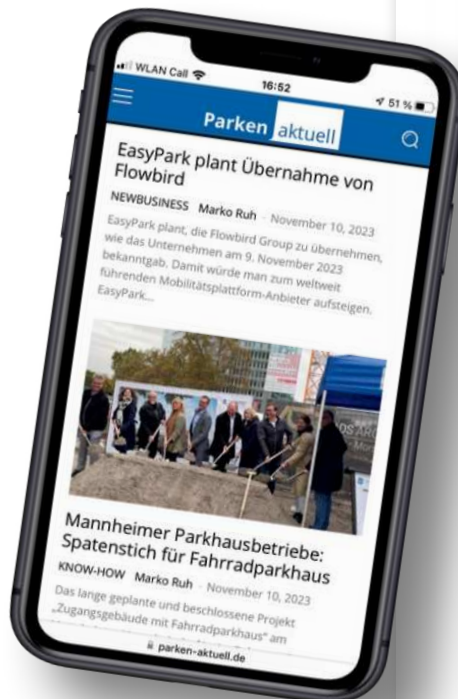 WLAN Call
16:52
51 %
Parken aktuell
EasyPark plant Übernahme von
Flowbird
NEWBUSINESS Marko Ruh - November 10, 2023
EasyPark plant, die Flowbird Group zu übernehmen,
wie das Unternehmen am 9. November 2023
bekanntgab. Damit würde man zum weltweit
führenden Mobilitätsplattform-Anbieter aufsteigen.
EasyPark...
Mannheimer Parkhausbetriebe:
Spatenstich für Fahrradparkhaus
KNOW-HOW Marko Ruh - November 10, 2023
Das lange geplante und beschlossene Projekt
„Zugangsgebäude mit Fahrradparkhaus“ am
parken-aktuell.de